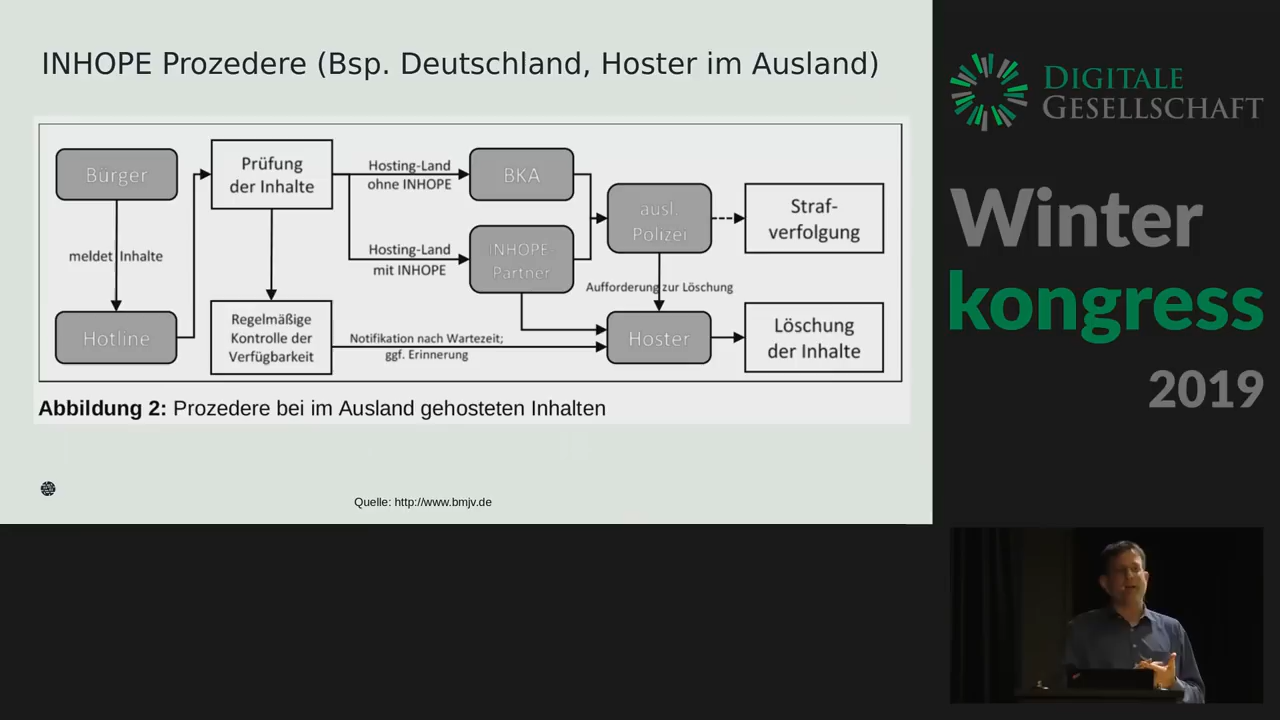 INHOPE Prozedere (Bsp. Deutschland, Hoster im Ausland)
Bürger
meldet Inhalte
Hotline
Prüfung
der Inhalte
Regelmäßige
Kontrolle der
Verfügbarkeit
Hosting-Land
ohne INHOPE
Hosting-Land
mit INHOPE
Notifikation nach Wartezeit;
ggf. Erinnerung
BKA
INHOPE
Partner
ausl.
Polizei
Aufforderung zur Löschung
Hoster
Straf-
verfolgung
Löschung
der Inhalte
Abbildung 2: Prozedere bei im Ausland gehosteten Inhalten
Quelle: http://www.bmjv.de
DIGITALE
GESELLSCHAFT
Winter
kongress
2019